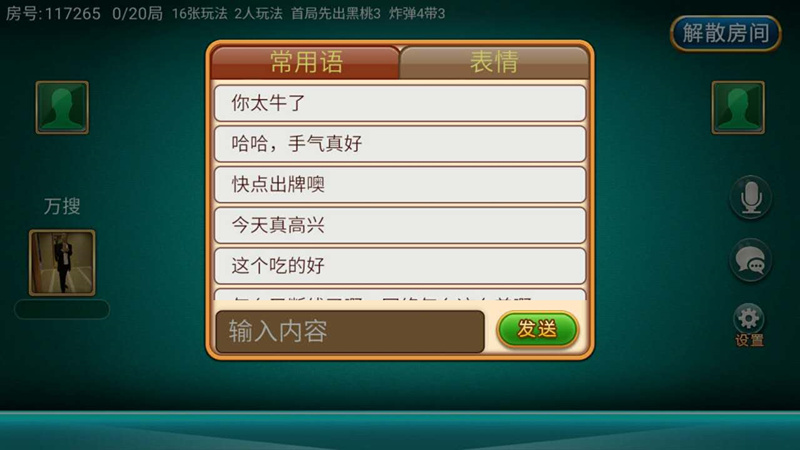 房号:117265 0/20局 16张玩法 2人玩法 首局先出黑桃3 炸弹4带3
解散房间
常用语 表情
你太牛了
哈哈，手气真好
快点出牌噢
今天真高兴
这个吃的好
输入内容 发送
万搜
设置